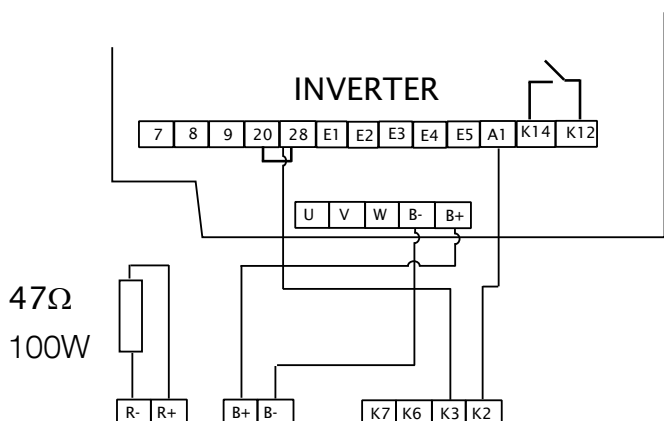 INVERTER
7 8 9 20 28 E1 E2 E3 E4 E5 A1 K14 K12
U V W B- B+
47Ω
100W
R- R+ B+ B- K7 K6 K3 K2